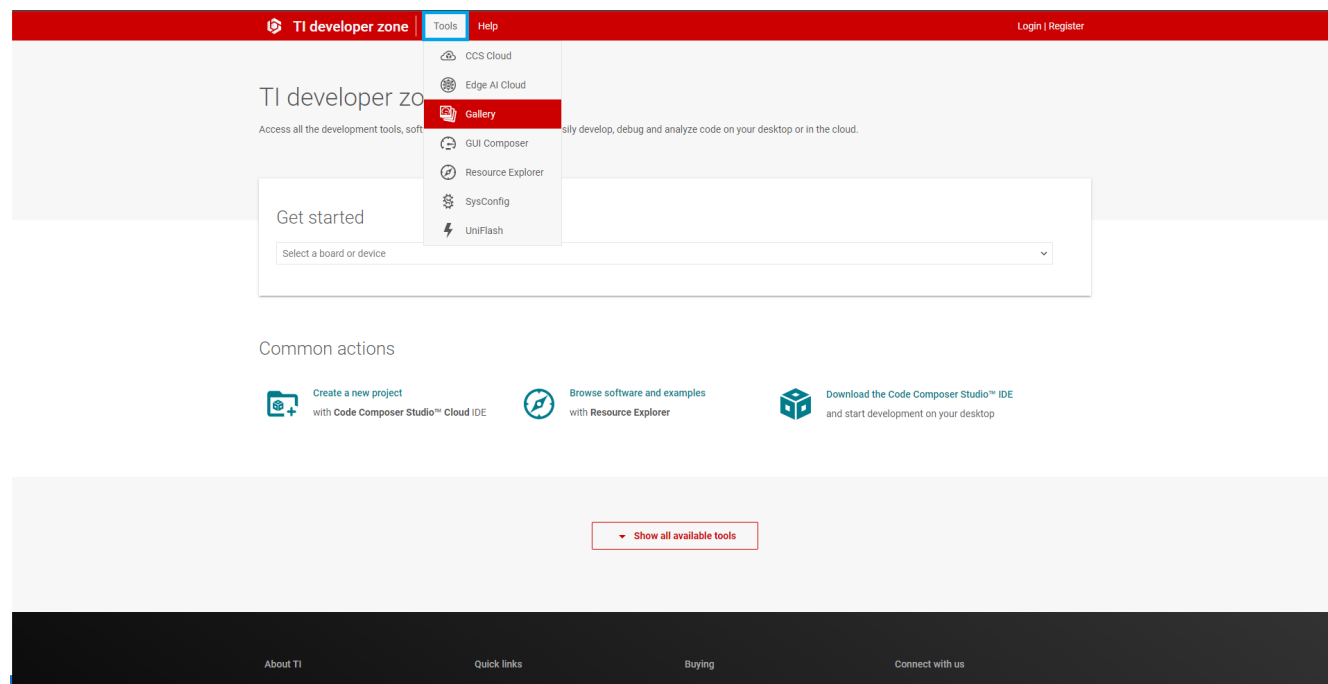 TI developer zone Tools Help Login | Register
CCS Cloud
Edge AI Cloud
Gallery
GUI Composer
Resource Explorer
SysConfig
UniFlash
TI developer zo
Access all the development tools, soft sily develop, debug and analyze code on your desktop or in the cloud.
Get started
Select a board or device
Common actions
Create a new project
with Code Composer Studio™ Cloud IDE
Browse software and examples
with Resource Explorer
Download the Code Composer Studio™ IDE
and start development on your desktop
Show all available tools
About TI Quick links Buying Connect with us